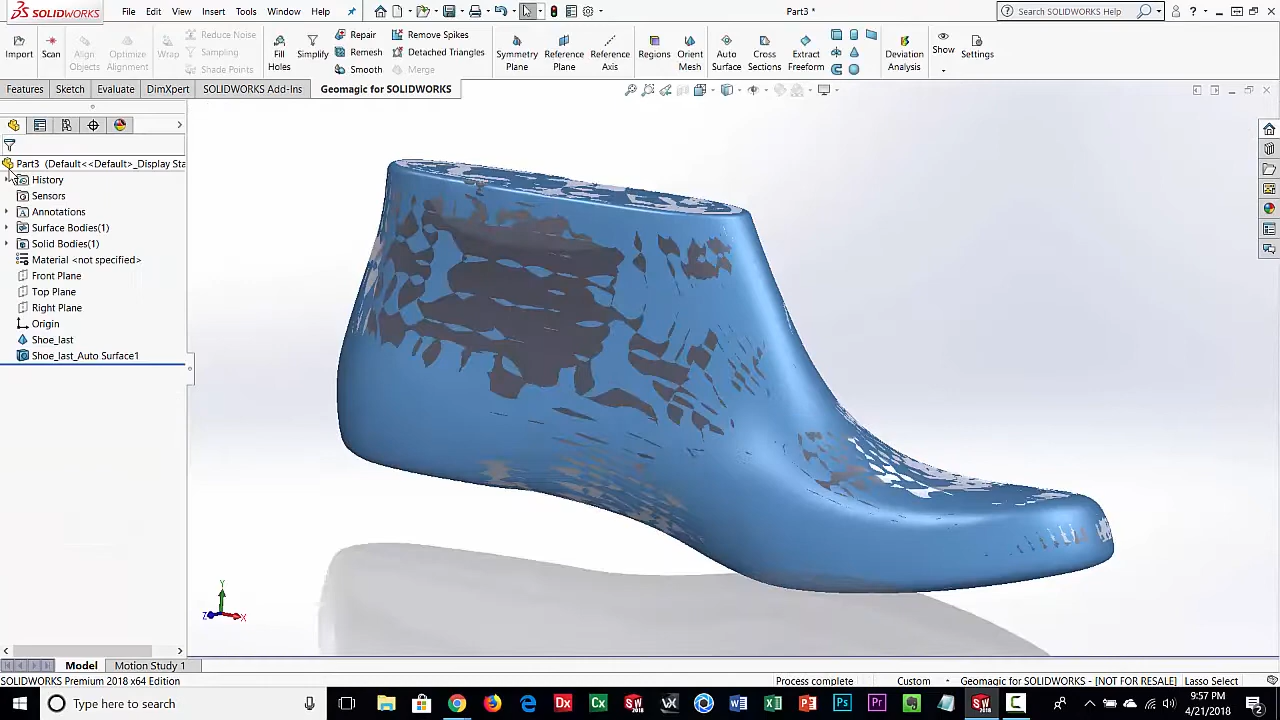 SOLIDWORKS File Edit View Insert Tools Window Help Part3 * Search SOLIDWORKS Help
Import Scan Align Objects Optimize Alignment Wrap Reduce Noise Sampling Shade Points Fill Holes Simplify Repair Remesh Smooth Remove Spikes Detached Triangles Merge Symmetry Plane Reference Plane Reference Axis Regions Orient Mesh Auto Surface Cross Sections Extract Freeform Deviation Analysis Show Settings
Features Sketch Evaluate DimXpert SOLIDWORKS Add-Ins Geomagic for SOLIDWORKS
Part3 (Default<<Default>_Display Sta
History
Sensors
Annotations
Surface Bodies(1)
Solid Bodies(1)
Material <not specified>
Front Plane
Top Plane
Right Plane
Origin
Shoe_last
Shoe_last_Auto Surface1
Y
Z X
Model Motion Study 1
SOLIDWORKS Premium 2018 x64 Edition Process complete Custom Geomagic for SOLIDWORKS - [NOT FOR RESALE] Lasso Select
Type here to search 9:57 PM
4/21/2018